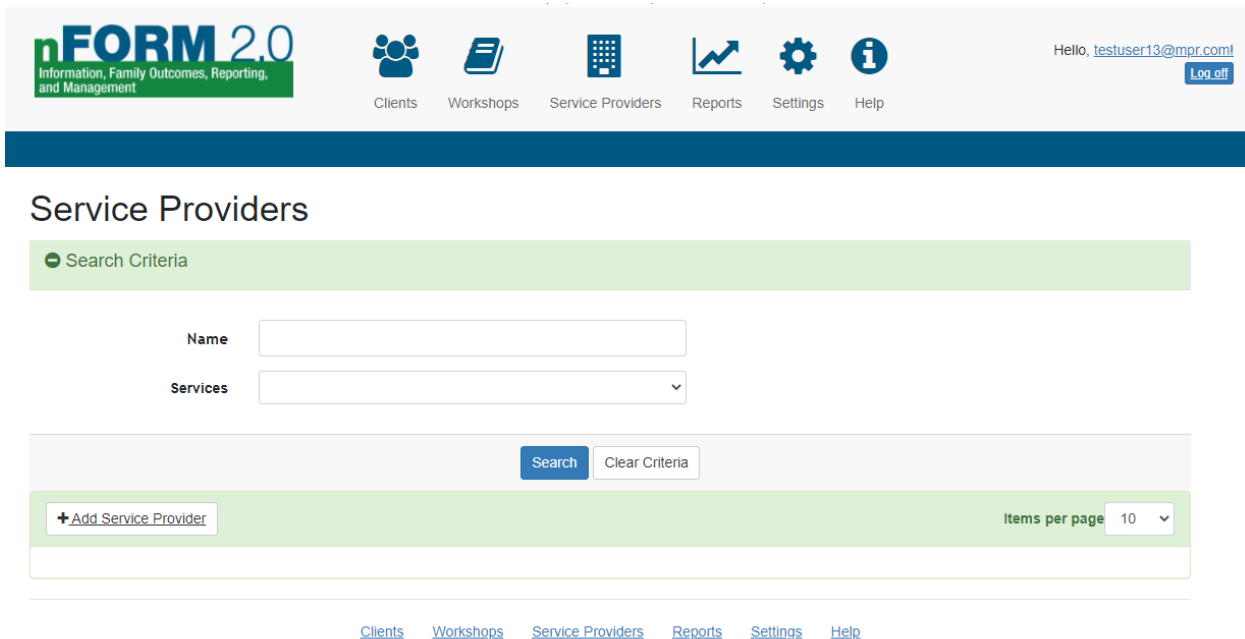 nFORM 2.0
Information, Family Outcomes, Reporting,
and Management
Clients
Workshops
Service Providers
Reports
Settings
Help
Hello, testuser13@mpr.com!
Log off
Service Providers
Search Criteria
Name
Services
Search
Clear Criteria
+Add Service Provider
Items per page 10
Clients Workshops Service Providers Reports Settings Help